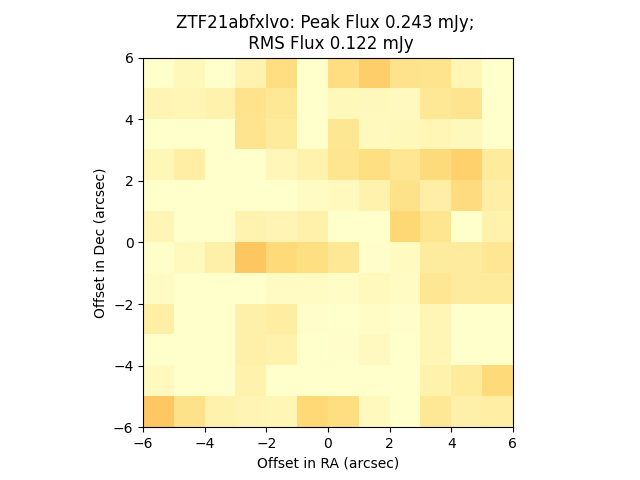 ZTF21abfxlvo: Peak Flux 0.243 mJy;
RMS Flux 0.122 mJy
6
4
2
0
−2
−4
−6
Offset in Dec (arcsec)
−6 −4 −2 0 2 4 6
Offset in RA (arcsec)